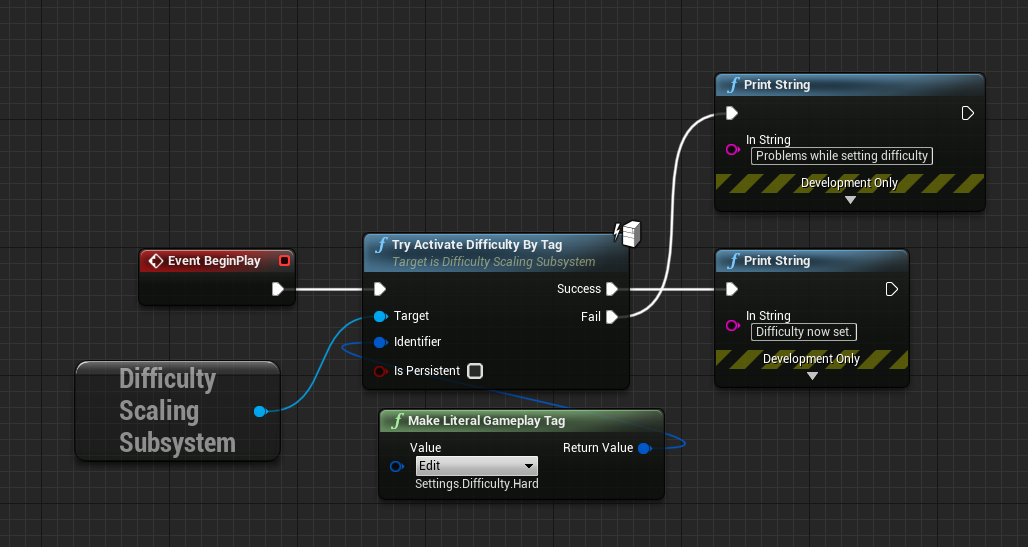 Print String
In String
Problems while setting difficulty
Development Only
Event BeginPlay
Try Activate Difficulty By Tag
Target is Difficulty Scaling Subsystem
Success
Target
Fail
Identifier
Is Persistent
Print String
In String
Difficulty now set.
Development Only
Difficulty
Scaling
Subsystem
Make Literal Gameplay Tag
Value
Return Value
Edit
Settings.Difficulty.Hard